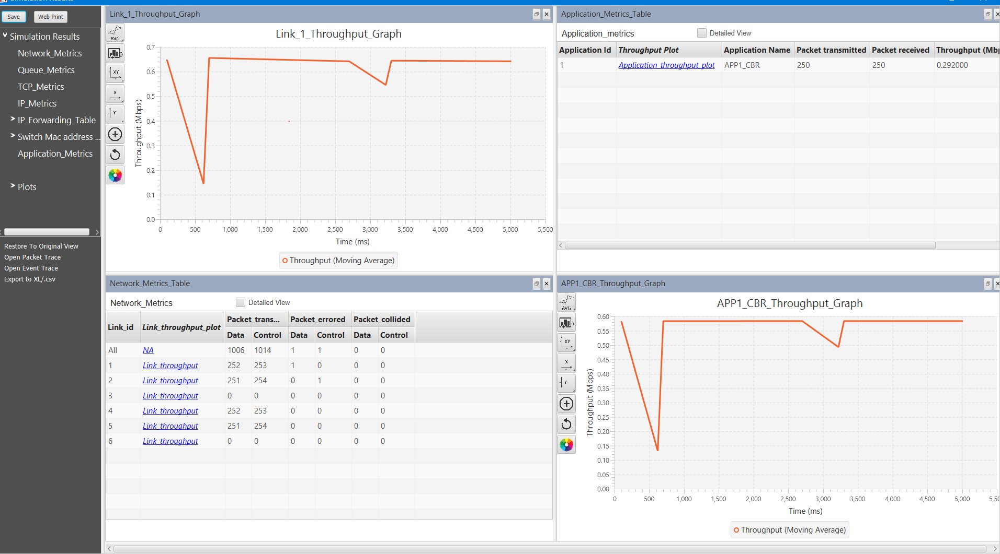 Simulation Results
Save
Web Print
Simulation Results
Network_Metrics
Queue_Metrics
TCP_Metrics
IP_Metrics
IP_Forwarding_Table
Switch Mac address ...
Application_Metrics
Plots
Restore To Original View
Open Packet Trace
Open Event Trace
Export to XL/.csv
Link_1_Throughput_Graph
Link_1_Throughput_Graph
AVG
XY
X
Y
Throughput (Mbps)
0.7
0.6
0.5
0.4
0.3
0.2
0.1
0.0
0 500 1,000 1,500 2,000 2,500 3,000 3,500 4,000 4,500 5,000 5,500
Time (ms)
Throughput (Moving Average)
Application_Metrics_Table
Application_metrics Detailed View
Application Id Throughput Plot Application Name Packet transmitted Packet received Throughput (Mbp
1 Application_throughput_plot APP1_CBR 250 250 0.292000
Network_Metrics_Table
Network_Metrics Detailed View
Link_id Link_throughput_plot Packet_trans... Packet_errored Packet_collided
Data Control Data Control Data Control
All NA 1006 1014 1 1 0 0
1 Link_throughput 252 253 1 0 0 0
2 Link_throughput 251 254 0 1 0 0
3 Link_throughput 0 0 0 0 0 0
4 Link_throughput 252 253 0 0 0 0
5 Link_throughput 251 254 0 0 0 0
6 Link_throughput 0 0 0 0 0 0
APP1_CBR_Throughput_Graph
APP1_CBR_Throughput_Graph
AVG
XY
X
Y
Throughput (Mbps)
0.60
0.55
0.50
0.45
0.40
0.35
0.30
0.25
0.20
0.15
0.10
0.05
0.00
0 500 1,000 1,500 2,000 2,500 3,000 3,500 4,000 4,500 5,000 5,5
Time (ms)
Throughput (Moving Average)